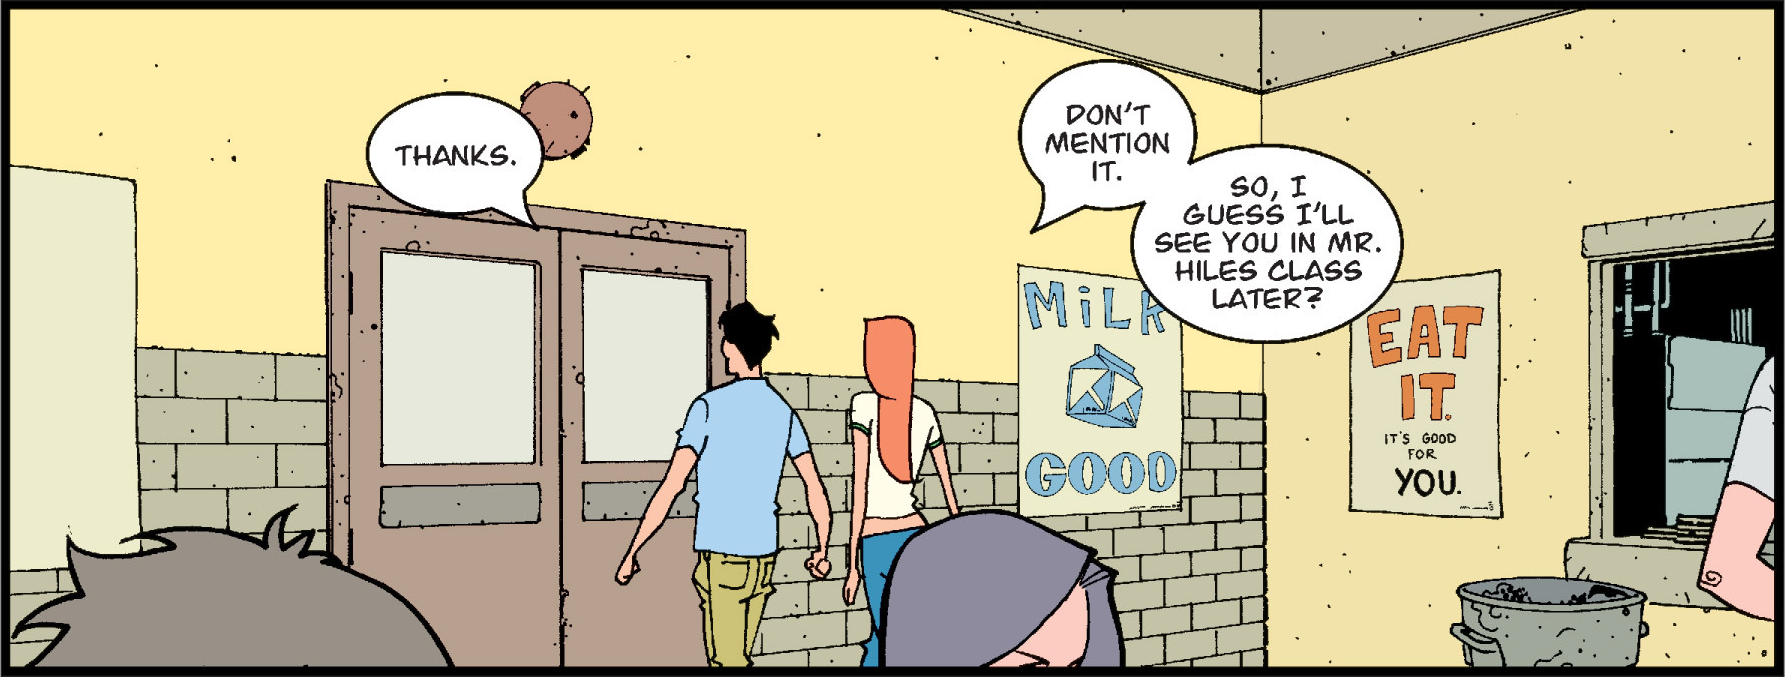 THANKS.
DON'T
MENTION
IT.
SO, I
GUESS I'LL
SEE YOU IN MR.
HILES CLASS
LATER?
MiLK
GOOD
EAT
IT.
IT'S GOOD
FOR
YOU.